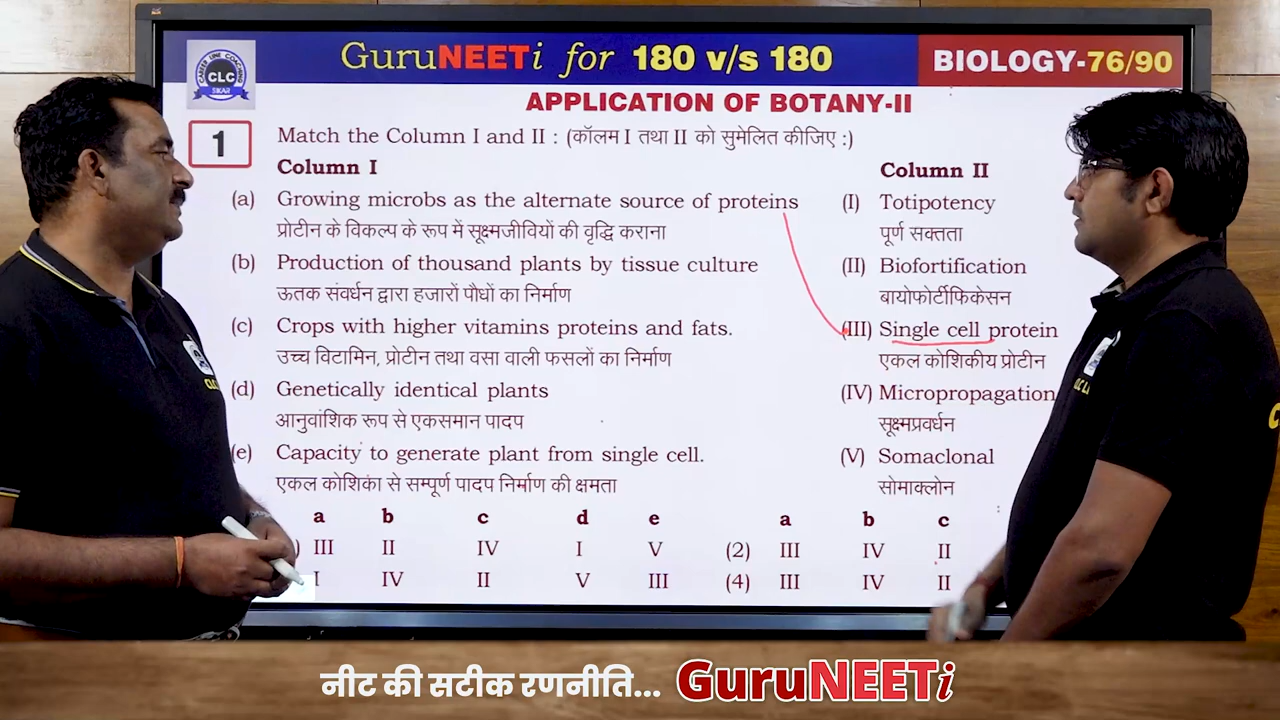 GuruNEETi for 180 v/s 180
BIOLOGY-76/90
CAREER LINE COACHING
CLC
SIKAR
APPLICATION OF BOTANY-II
1
Match the Column I and II : (कॉलम I तथा II को सुमेलित कीजिए :)
Column I Column II
(a) Growing microbs as the alternate source of proteins (I) Totipotency
प्रोटीन के विकल्प के रूप में सूक्ष्मजीवियों की वृद्धि कराना पूर्ण सक्तता
(b) Production of thousand plants by tissue culture (II) Biofortification
ऊतक संवर्धन द्वारा हजारों पौधों का निर्माण बायोफोर्टीफिकेसन
(c) Crops with higher vitamins proteins and fats. (III) Single cell protein
उच्च विटामिन, प्रोटीन तथा वसा वाली फसलों का निर्माण एकल कोशिकीय प्रोटीन
(d) Genetically identical plants (IV) Micropropagation
आनुवांशिक रूप से एकसमान पादप सूक्ष्मप्रवर्धन
(e) Capacity to generate plant from single cell. (V) Somaclonal
एकल कोशिका से सम्पूर्ण पादप निर्माण की क्षमता सोमाक्लोन
a b c d e a b c
) III II IV I V (2) III IV II
I IV II V III (4) III IV II
नीट की सटीक रणनीति... GuruNEETi